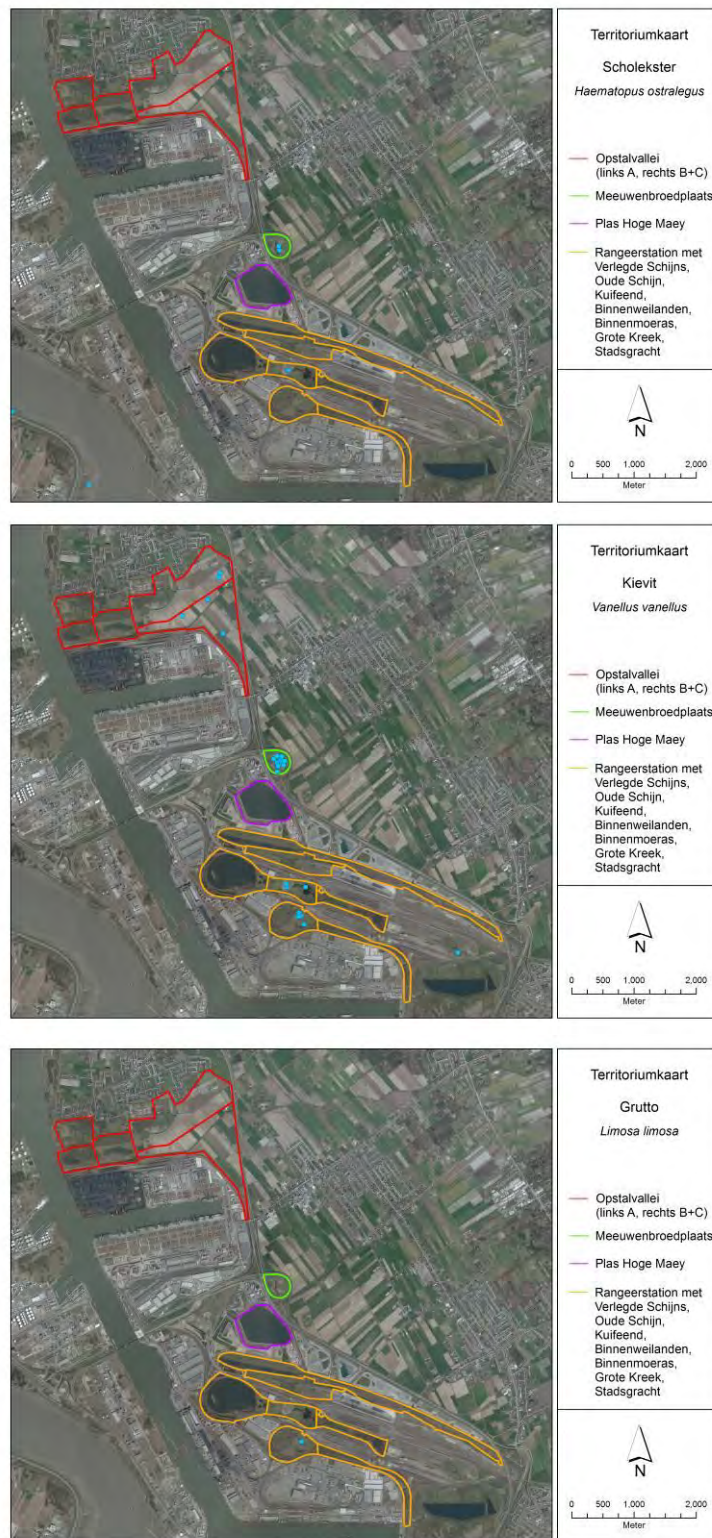 Territoriumkaart
Scholekster
Haematopus ostralegus
Opstalvallei
(links A, rechts B+C)
Meeuwenbroedplaats
Plas Hoge Maey
Rangeerstation met
Verlegde Schijns,
Oude Schijn,
Kuifeend,
Binnenweilanden,
Binnenmoeras,
Grote Kreek,
Stadsgracht
N
0 500 1,000 2,000
Meter
Territoriumkaart
Kievit
Vanellus vanellus
Opstalvallei
(links A, rechts B+C)
Meeuwenbroedplaats
Plas Hoge Maey
Rangeerstation met
Verlegde Schijns,
Oude Schijn,
Kuifeend,
Binnenweilanden,
Binnenmoeras,
Grote Kreek,
Stadsgracht
N
0 500 1,000 2,000
Meter
Territoriumkaart
Grutto
Limosa limosa
Opstalvallei
(links A, rechts B+C)
Meeuwenbroedplaats
Plas Hoge Maey
Rangeerstation met
Verlegde Schijns,
Oude Schijn,
Kuifeend,
Binnenweilanden,
Binnenmoeras,
Grote Kreek,
Stadsgracht
N
0 500 1,000 2,000
Meter